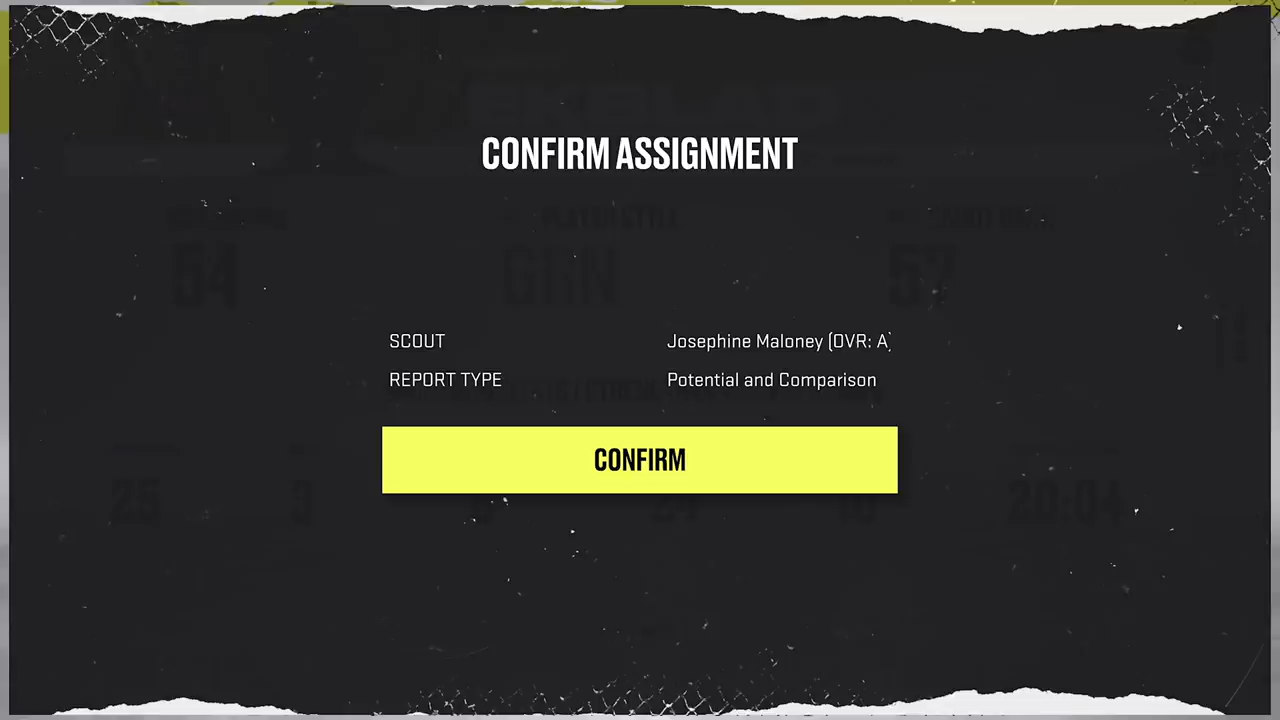 CONFIRM ASSIGNMENT
SCOUT Josephine Maloney (OVR: A)
REPORT TYPE Potential and Comparison
CONFIRM